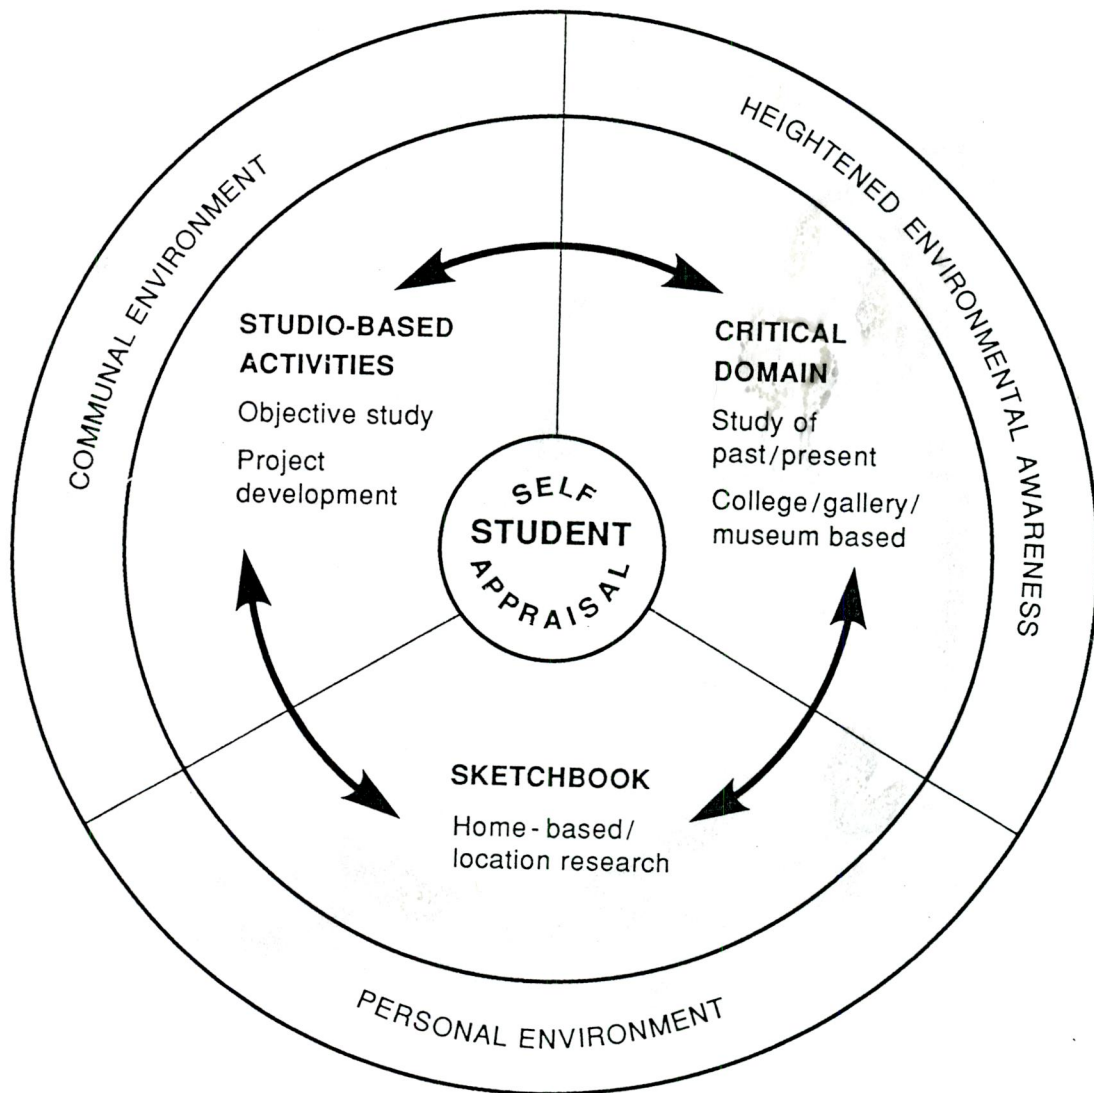 COMMUNAL ENVIRONMENT
HEIGHTENED ENVIRONMENTAL AWARENESS
STUDIO-BASED
ACTIVITIES
Objective study
Project
development
CRITICAL
DOMAIN
Study of
past/present
College/gallery/
museum based
SELF
STUDENT
APPRAISAL
SKETCHBOOK
Home-based/
location research
PERSONAL ENVIRONMENT